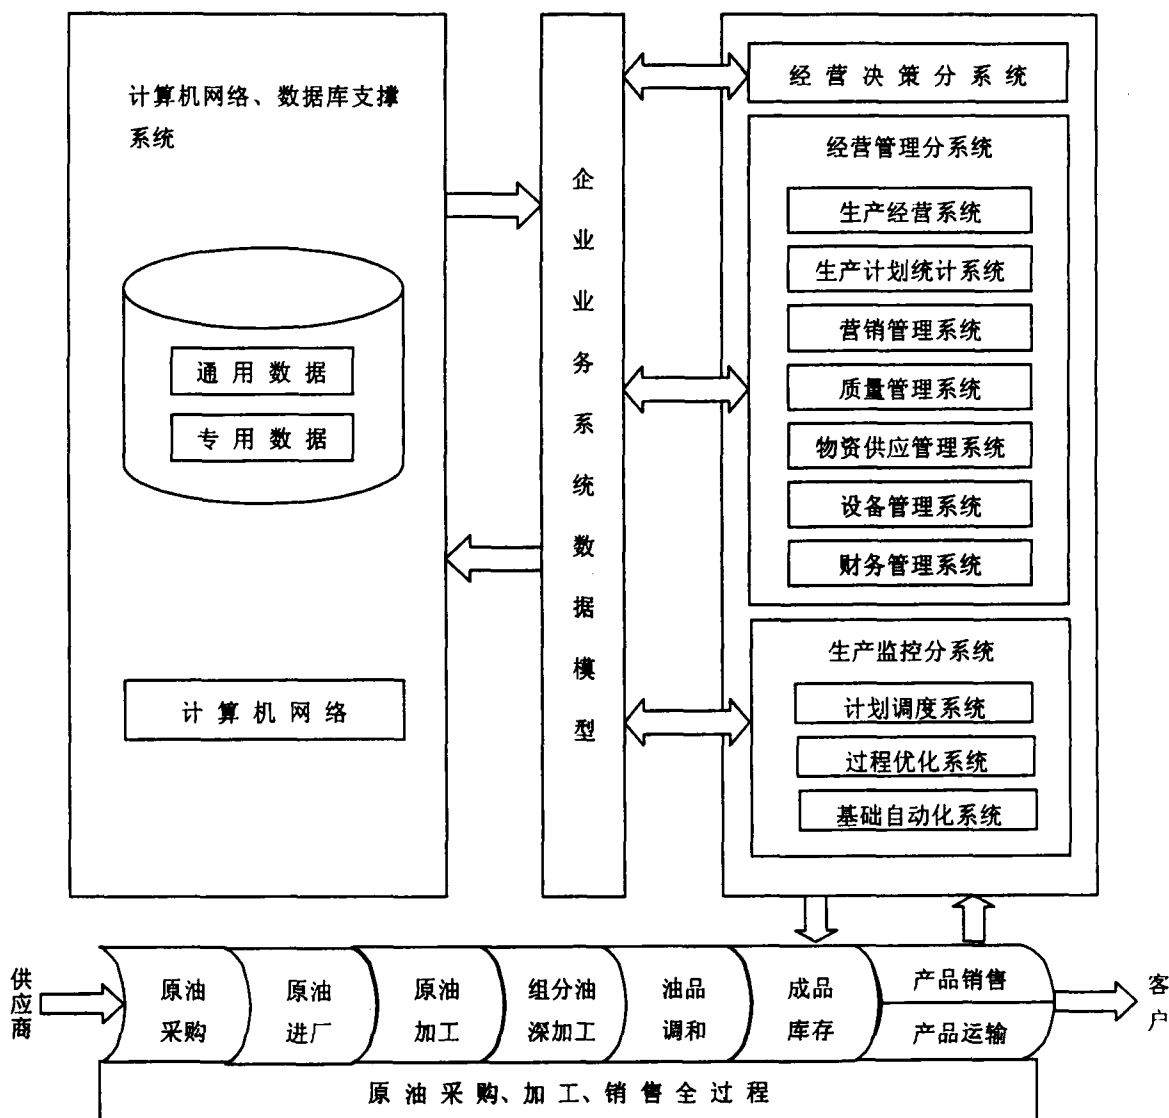 计算机网络、数据库支撑
系统
通用数据
专用数据
计算机网络
企业业务系统数据模型
经营决策分系统
经营管理分系统
生产经营系统
生产计划统计系统
营销管理系统
质量管理系统
物资供应管理系统
设备管理系统
财务管理系统
生产监控分系统
计划调度系统
过程优化系统
基础自动化系统
供应商
原油
采购
原油
进厂
原油
加工
组分油
深加工
油品
调和
成品
库存
产品销售
产品运输
客户
原油采购、加工、销售全过程